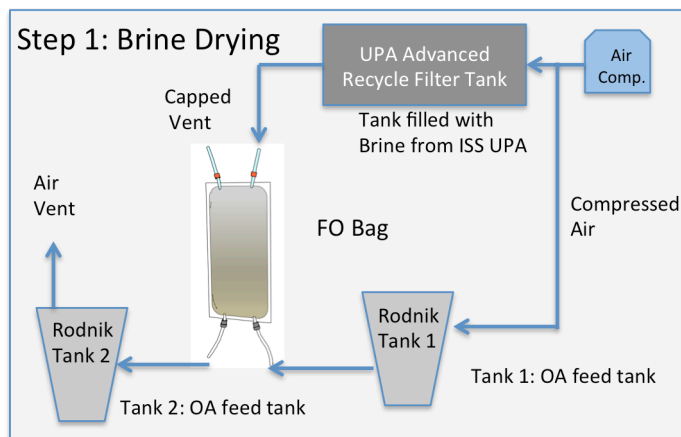 Step 1: Brine Drying
UPA Advanced
Recycle Filter Tank
Air
Comp.
Capped
Vent
Tank filled with
Brine from ISS UPA
Air
Vent
Compressed
Air
FO Bag
Rodnik
Tank 2
Rodnik
Tank 1
Tank 1: OA feed tank
Tank 2: OA feed tank